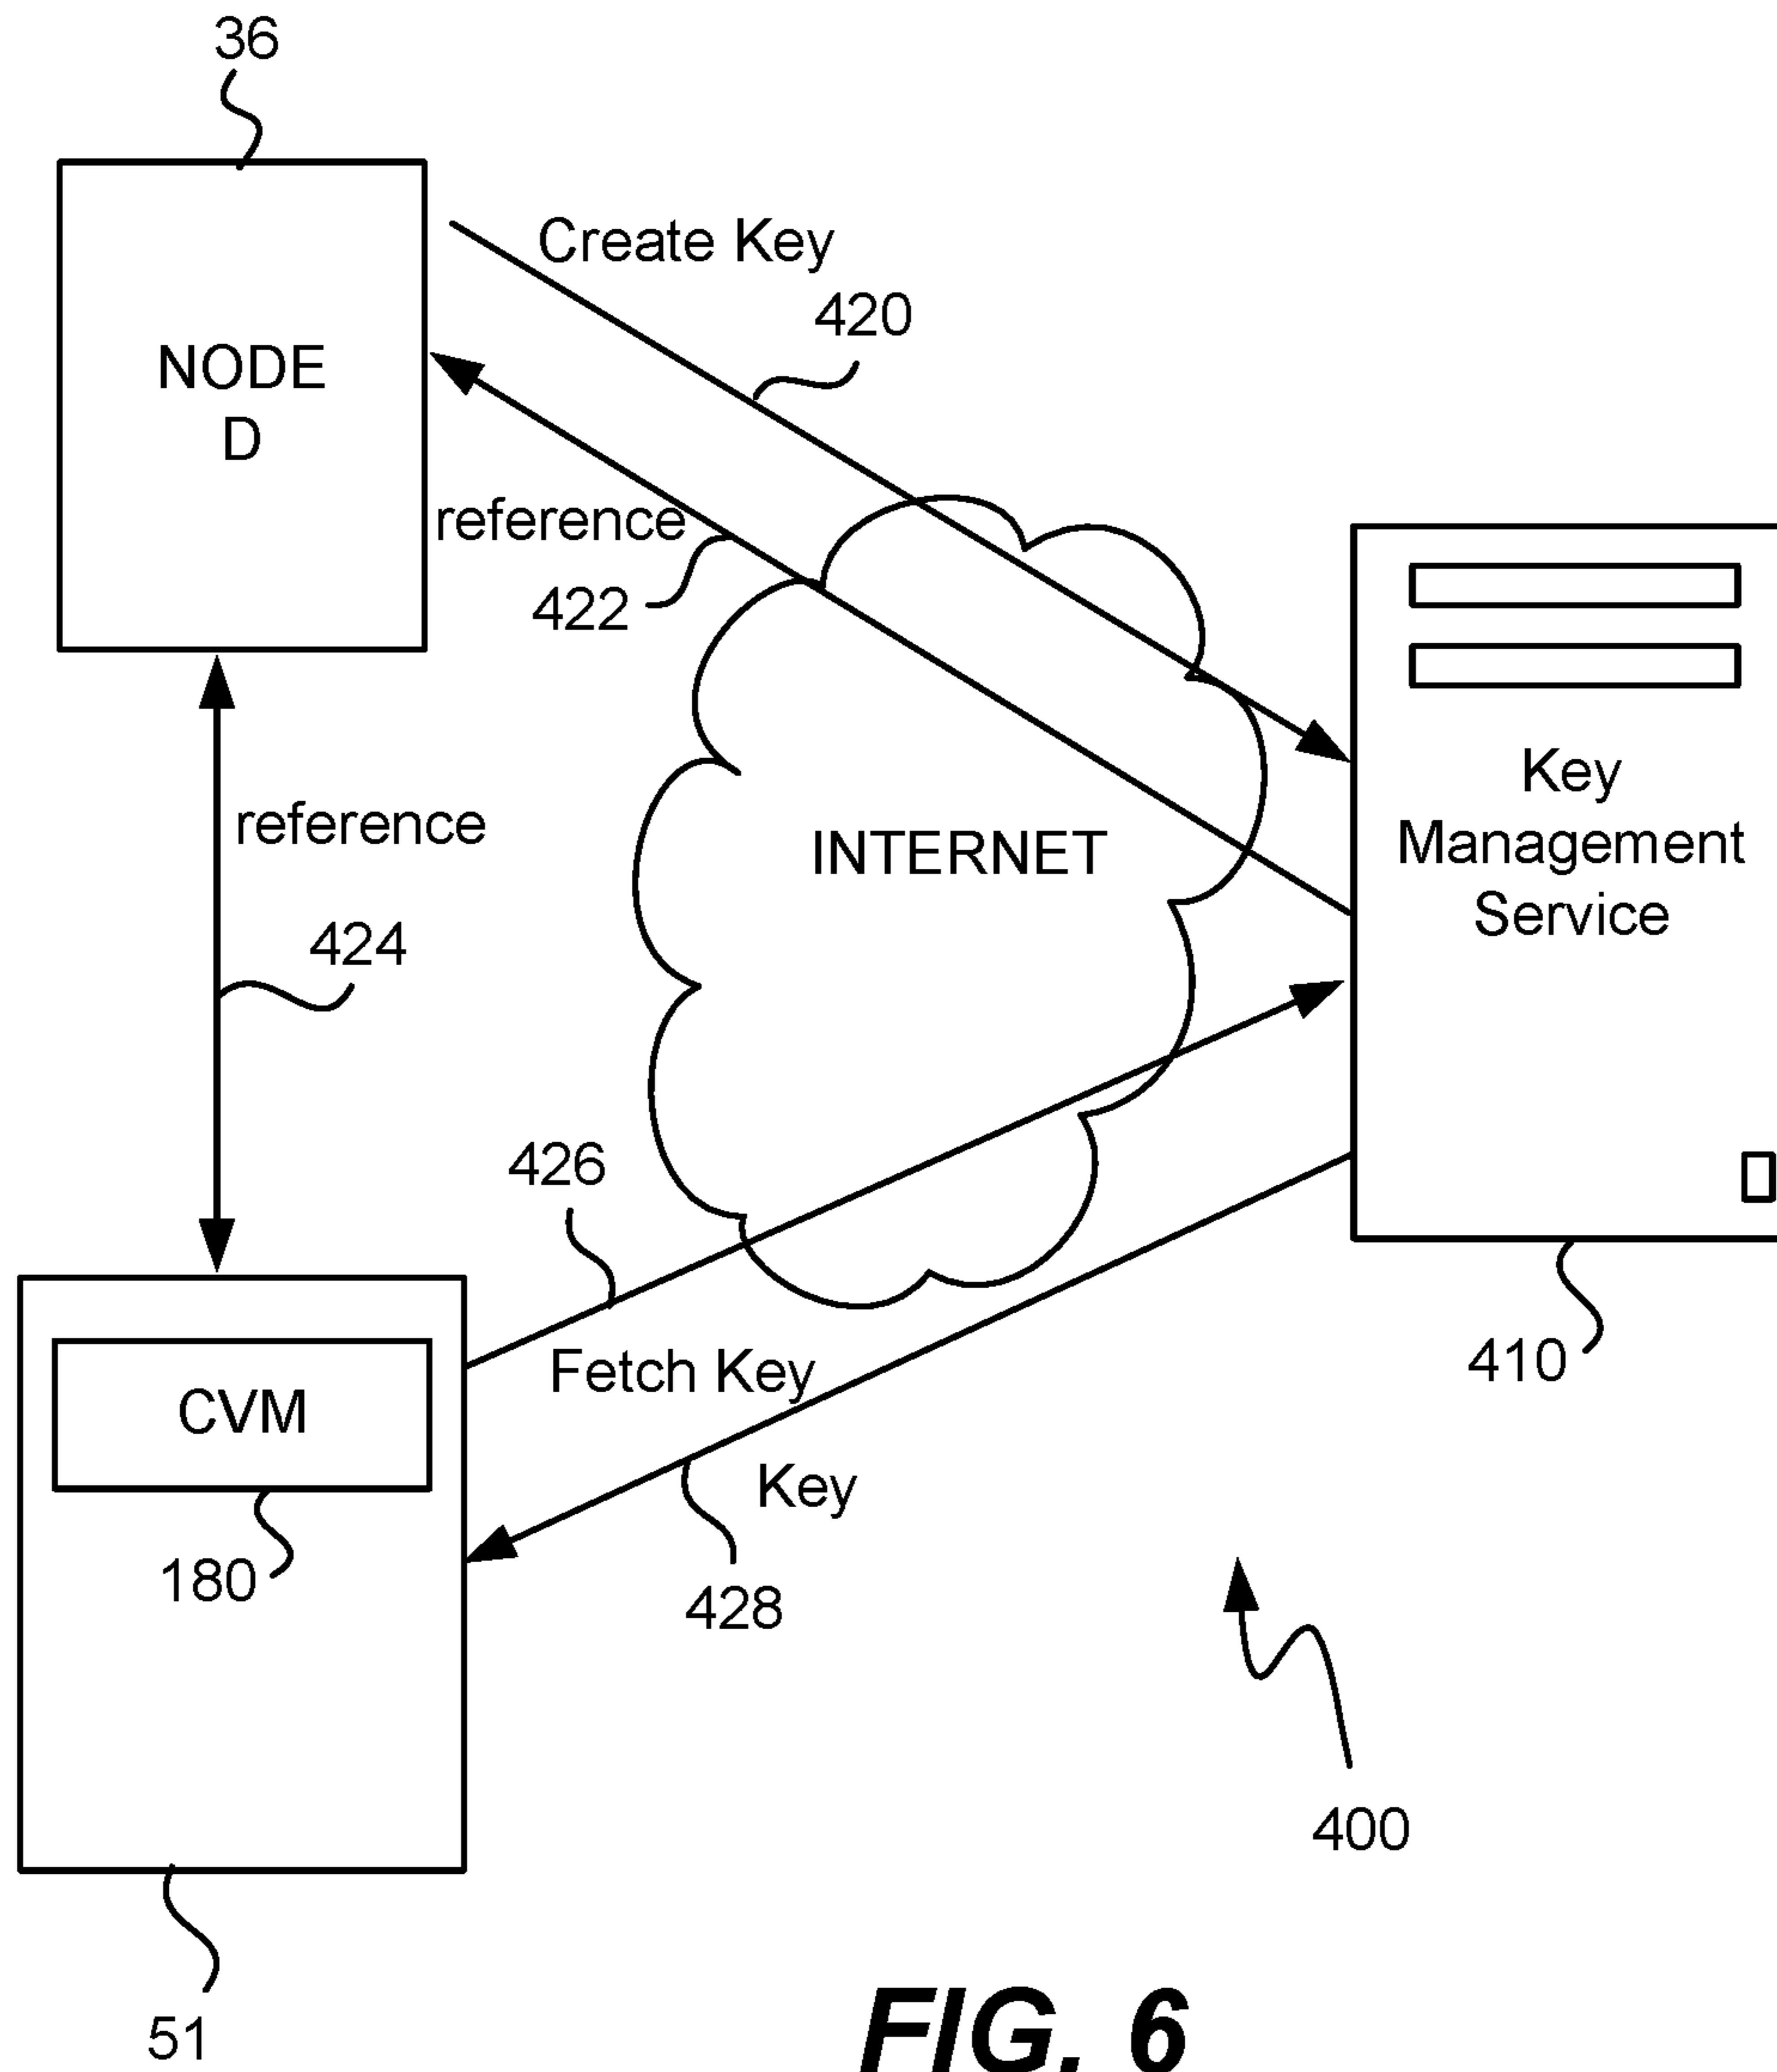 36
Create Key
420
NODE
D
reference
422
Key
Management
Service
INTERNET
reference
424
426
Fetch Key
410
CVM
Key
180
428
400
51
FIG. 6